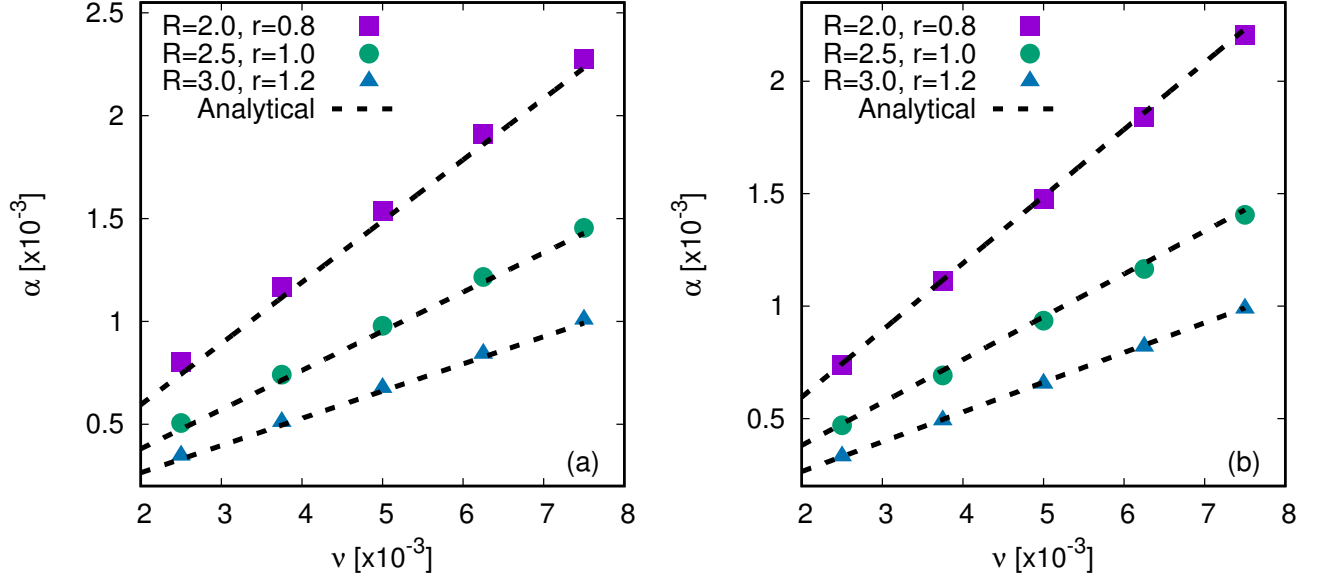 R=2.0, r=0.8
R=2.5, r=1.0
R=3.0, r=1.2
Analytical
2.5
2
1.5
1
0.5
α [x10⁻³]
2 3 4 5 6 7 8
ν [x10⁻³]
(a)
R=2.0, r=0.8
R=2.5, r=1.0
R=3.0, r=1.2
Analytical
2
1.5
1
0.5
α [x10⁻³]
2 3 4 5 6 7 8
ν [x10⁻³]
(b)